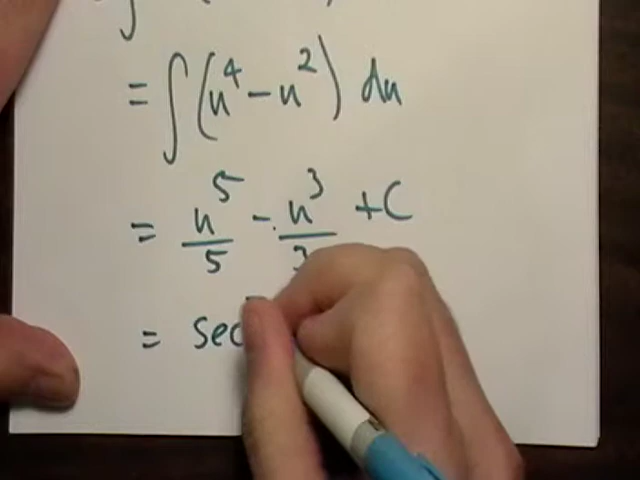 = ∫ (u⁴ - u²) du
= u⁵/5 - u³/3 + C
= sec